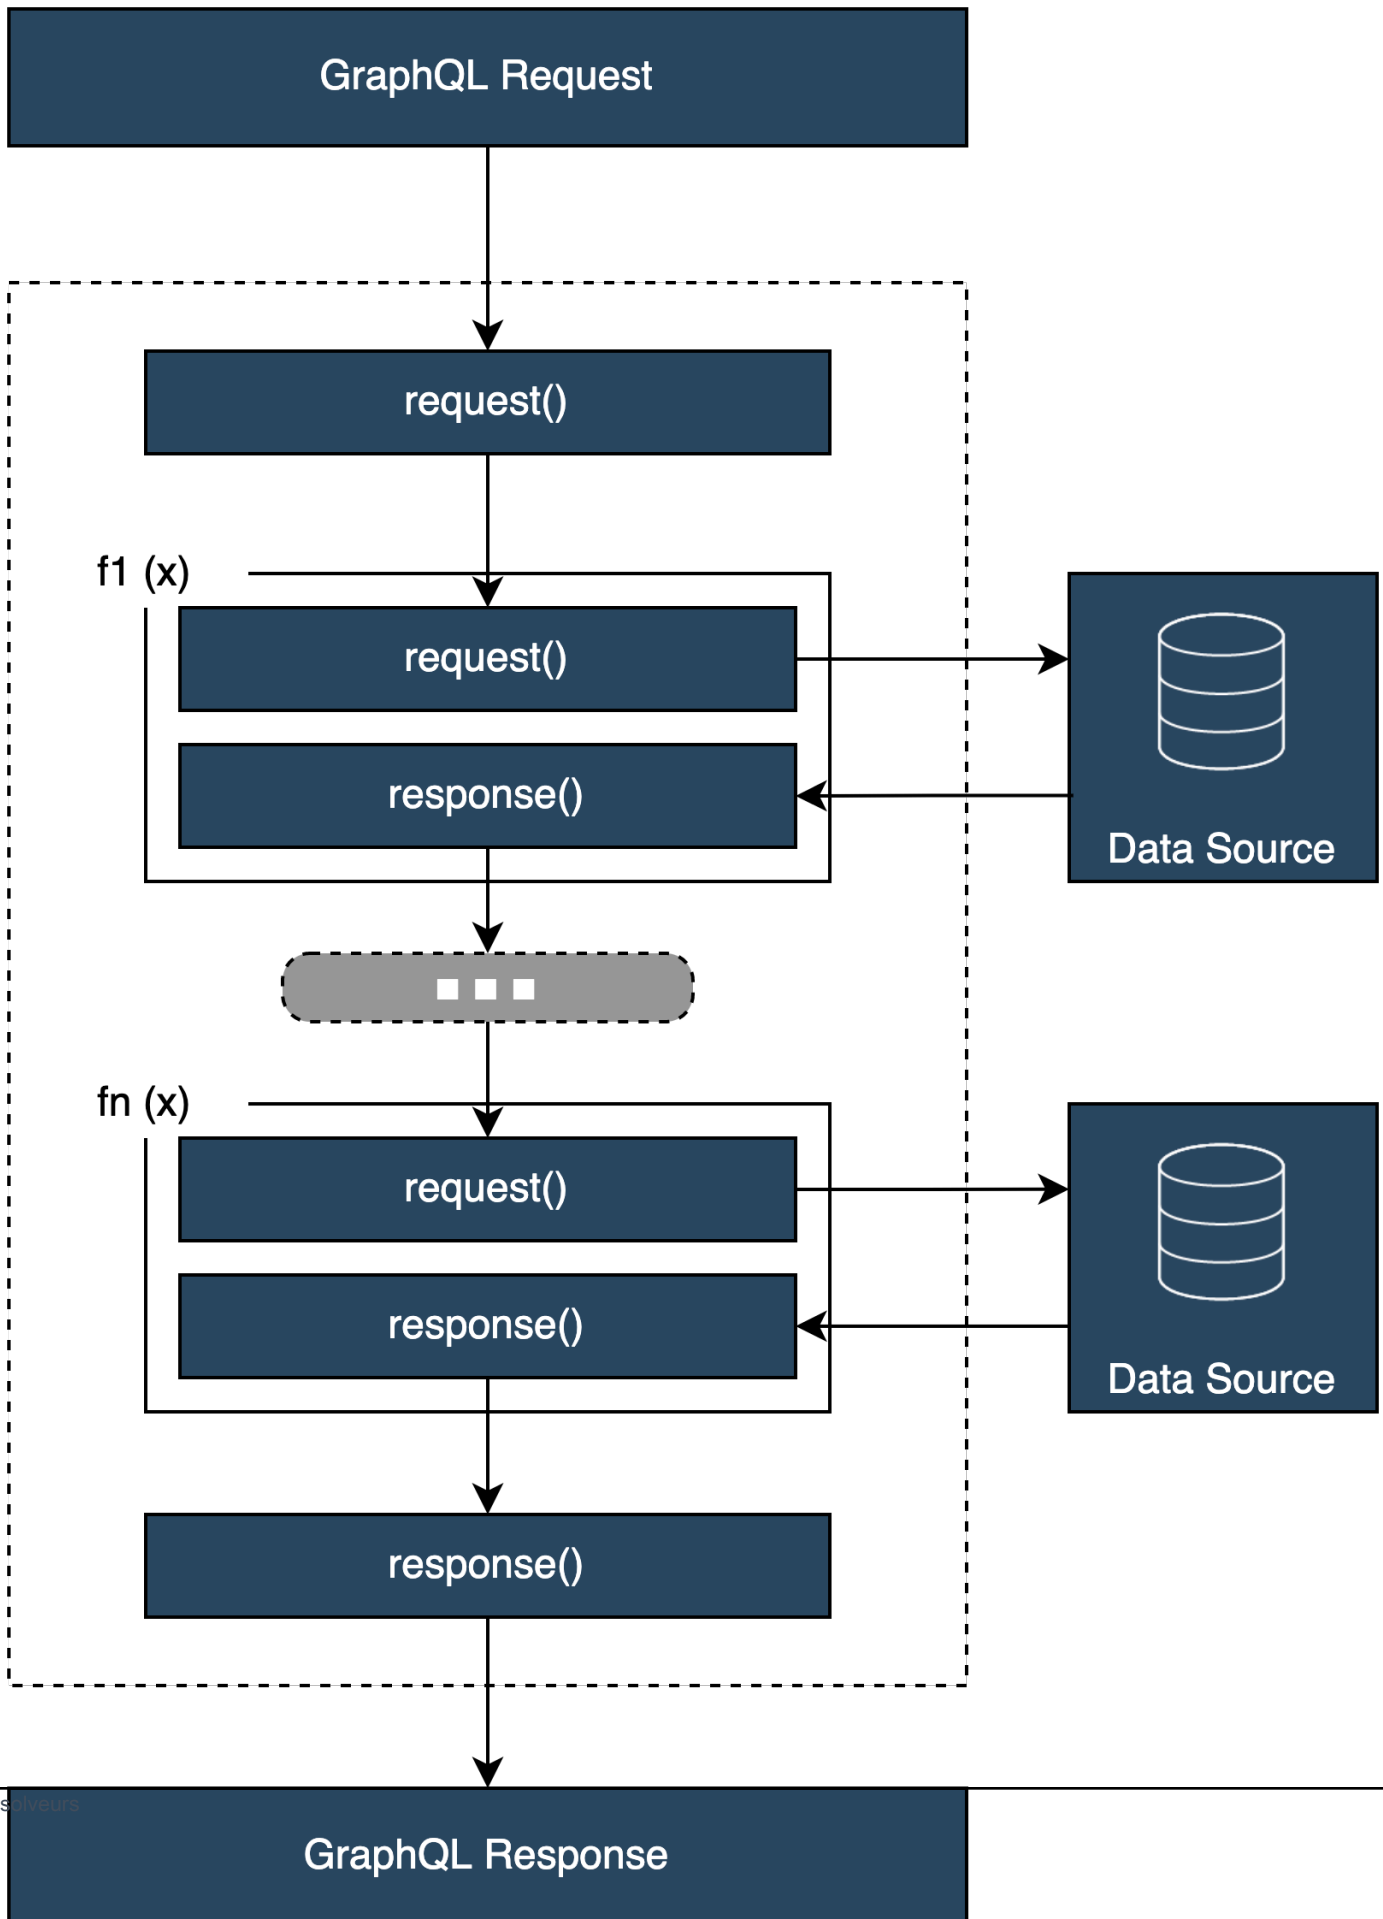 GraphQL Request
request()
f1 (x)
request()
response()
Data Source
fn (x)
request()
response()
Data Source
response()
solveurs
GraphQL Response